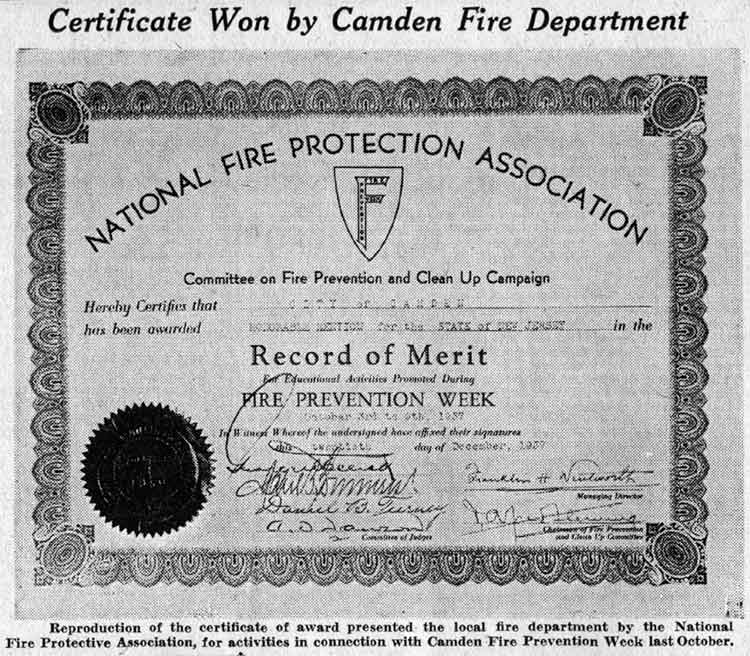 Certificate Won by Camden Fire Department
NATIONAL FIRE PROTECTION ASSOCIATION
FIRE
PREVENTION
Committee on Fire Prevention and Clean Up Campaign
Hereby Certifies that CITY of CAMDEN
has been awarded HONORABLE MENTION for the STATE of NEW JERSEY in the
Record of Merit
For Educational Activities Promoted During
FIRE PREVENTION WEEK
October 3rd to 9th, 1937
In Witness Whereof the undersigned have affixed their signatures
this twentieth day of December, 1937
Franklin H Wentworth
Managing Director
Daniel B. Tierney
Committee of Judges
Chairman of Fire Prevention
and Clean Up Committee
Reproduction of the certificate of award presented the local fire department by the National
Fire Protective Association, for activities in connection with Camden Fire Prevention Week last October.